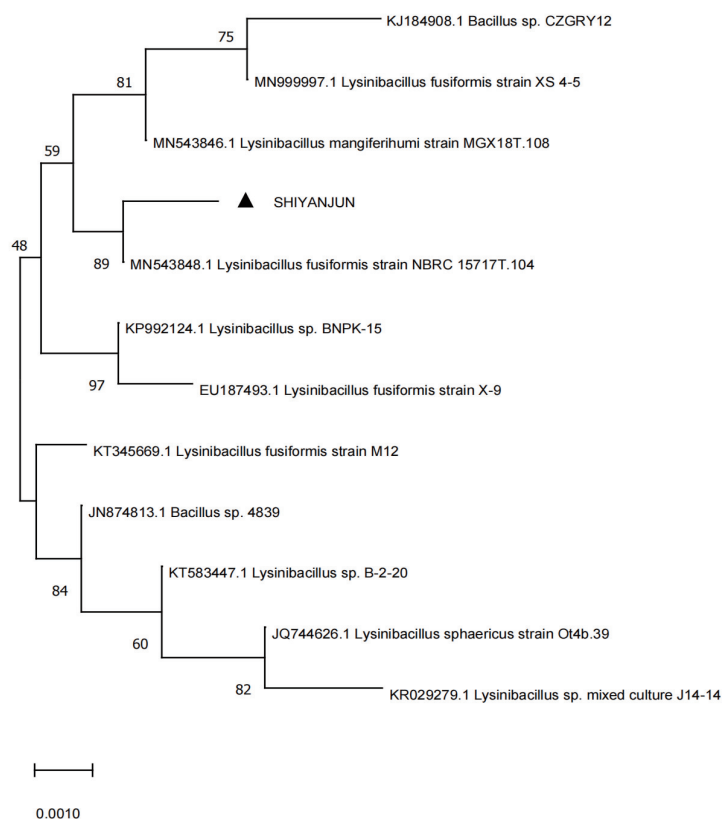 KJ184908.1 Bacillus sp. CZGRY12
75
81
MN999997.1 Lysinibacillus fusiformis strain XS 4-5
MN543846.1 Lysinibacillus mangiferihumi strain MGX18T.108
59
▲ SHIYANJUN
48
89
MN543848.1 Lysinibacillus fusiformis strain NBRC 15717T.104
KP992124.1 Lysinibacillus sp. BNPK-15
97
EU187493.1 Lysinibacillus fusiformis strain X-9
KT345669.1 Lysinibacillus fusiformis strain M12
JN874813.1 Bacillus sp. 4839
KT583447.1 Lysinibacillus sp. B-2-20
84
JQ744626.1 Lysinibacillus sphaericus strain Ot4b.39
60
82
KR029279.1 Lysinibacillus sp. mixed culture J14-14
0.0010